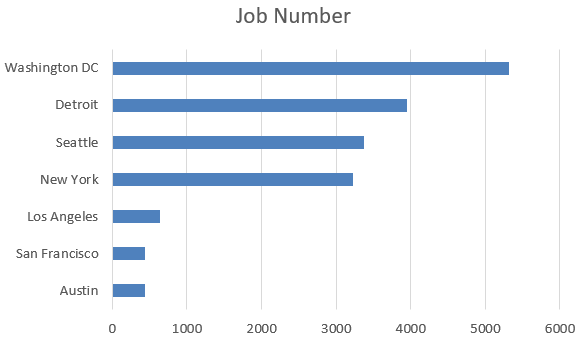 Job Number
Washington DC
Detroit
Seattle
New York
Los Angeles
San Francisco
Austin
0 1000 2000 3000 4000 5000 6000